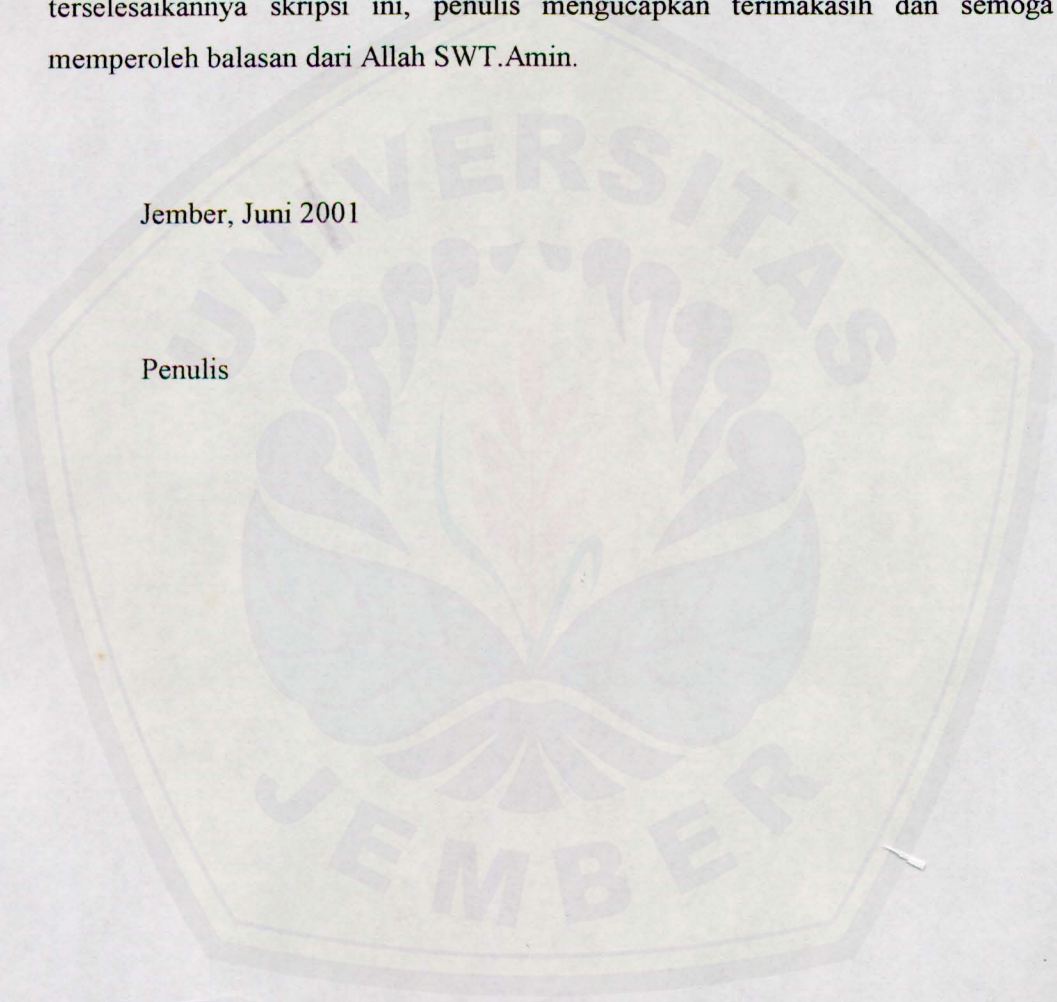 terselesaikannya skripsi ini, penulis mengucapkan terimakasih dan semoga
memperoleh balasan dari Allah SWT.Amin.
Jember, Juni 2001
Penulis
UNIVERSITAS
JEMBER